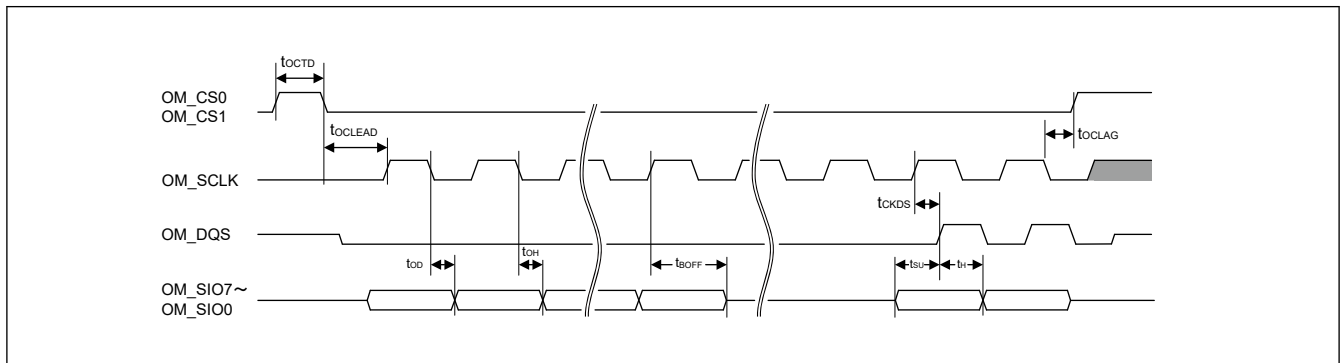 tOCTD
OM_CS0
OM_CS1
tOCLEAD
tOCLAG
OM_SCLK
tCKDS
OM_DQS
tOD
tOH
tBOFF
tSU
tH
OM_SIO7～
OM_SIO0